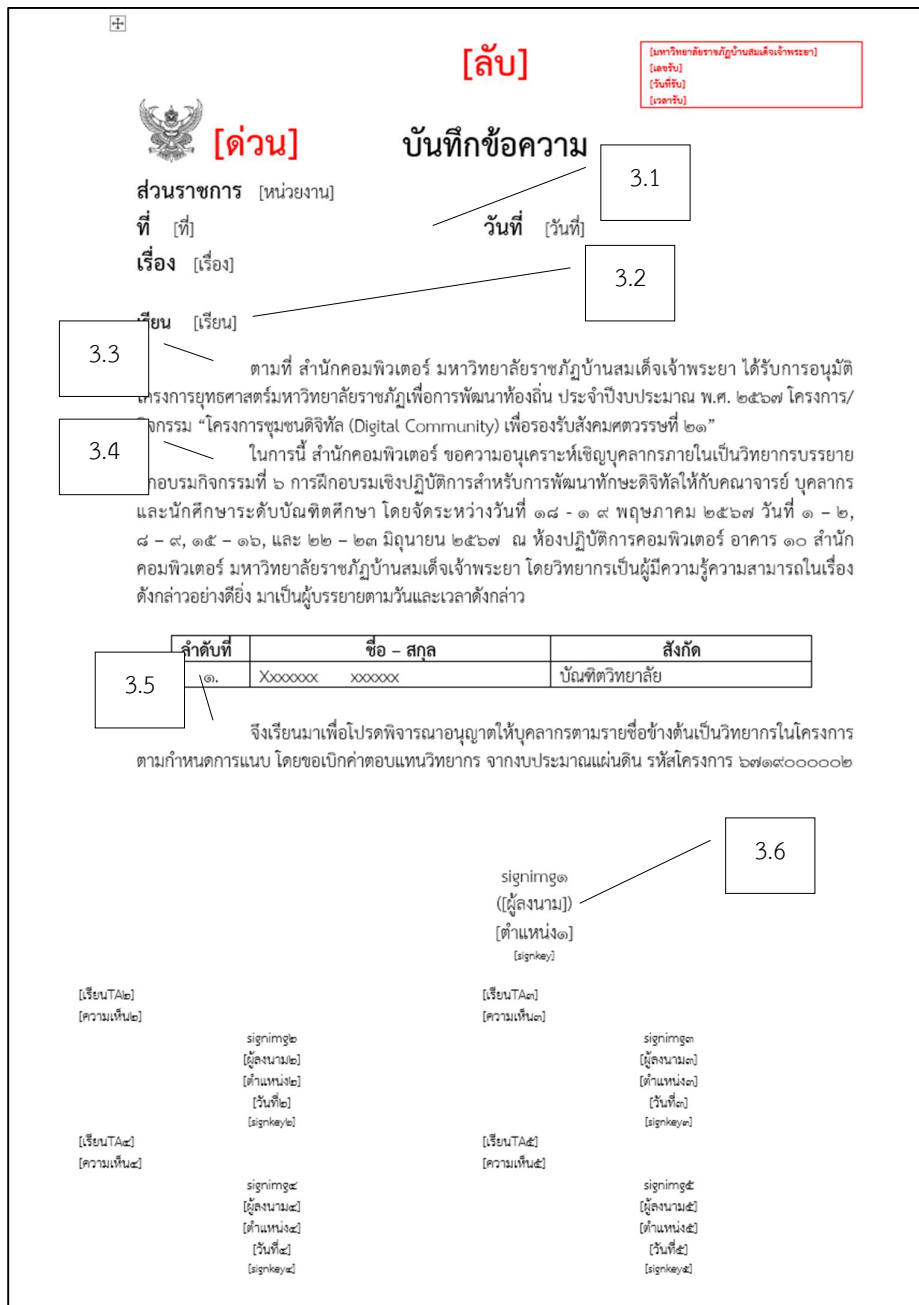 [ลับ]
[มหาวิทยาลัยราชภัฏบ้านสมเด็จเจ้าพระยา]
[เลขรับ]
[วันที่รับ]
[เวลารับ]
[ด่วน] บันทึกข้อความ
3.1
ส่วนราชการ [หน่วยงาน]
ที่ [ที่] วันที่ [วันที่]
เรื่อง [เรื่อง]
3.2
เรียน [เรียน]
3.3
ตามที่ สำนักคอมพิวเตอร์ มหาวิทยาลัยราชภัฏบ้านสมเด็จเจ้าพระยา ได้รับการอนุมัติ
โครงการยุทธศาสตร์มหาวิทยาลัยราชภัฏเพื่อการพัฒนาท้องถิ่น ประจำปีงบประมาณ พ.ศ. ๒๕๖๗ โครงการ/
กิจกรรม “โครงการชุมชนดิจิทัล (Digital Community) เพื่อรองรับสังคมศตวรรษที่ ๒๑”
3.4
ในการนี้ สำนักคอมพิวเตอร์ ขอความอนุเคราะห์เชิญบุคลากรภายในเป็นวิทยากรบรรยาย
ฝึกอบรมกิจกรรมที่ ๖ การฝึกอบรมเชิงปฏิบัติการสำหรับการพัฒนาทักษะดิจิทัลให้กับคณาจารย์ บุคลากร
และนักศึกษาระดับบัณฑิตศึกษา โดยจัดระหว่างวันที่ ๑๘ - ๑ ๙ พฤษภาคม ๒๕๖๗ วันที่ ๑ – ๒,
๘ – ๙, ๑๕ – ๑๖, และ ๒๒ – ๒๓ มิถุนายน ๒๕๖๗ ณ ห้องปฏิบัติการคอมพิวเตอร์ อาคาร ๑๐ สำนัก
คอมพิวเตอร์ มหาวิทยาลัยราชภัฏบ้านสมเด็จเจ้าพระยา โดยวิทยากรเป็นผู้มีความรู้ความสามารถในเรื่อง
ดังกล่าวอย่างดียิ่ง มาเป็นผู้บรรยายตามวันและเวลาดังกล่าว
ลำดับที่ ชื่อ – สกุล สังกัด
๑. Xxxxxxx xxxxxx บัณฑิตวิทยาลัย
3.5
จึงเรียนมาเพื่อโปรดพิจารณาอนุญาตให้บุคลากรตามรายชื่อข้างต้นเป็นวิทยากรในโครงการ
ตามกำหนดการแนบ โดยขอเบิกค่าตอบแทนวิทยากร จากงบประมาณแผ่นดิน รหัสโครงการ ๖๗๑๙๐๐๐๐๐๒
3.6
signimg๑
([ผู้ลงนาม])
[ตำแหน่ง๑]
[signkey]
[เรียนTA๒] [เรียนTA๓]
[ความเห็น๒] [ความเห็น๓]
signimg๒ signimg๓
[ผู้ลงนาม๒] [ผู้ลงนาม๓]
[ตำแหน่ง๒] [ตำแหน่ง๓]
[วันที่๒] [วันที่๓]
[signkey๒] [signkey๓]
[เรียนTA๔] [เรียนTA๕]
[ความเห็น๔] [ความเห็น๕]
signimg๔ signimg๕
[ผู้ลงนาม๔] [ผู้ลงนาม๕]
[ตำแหน่ง๔] [ตำแหน่ง๕]
[วันที่๔] [วันที่๕]
[signkey๔] [signkey๕]